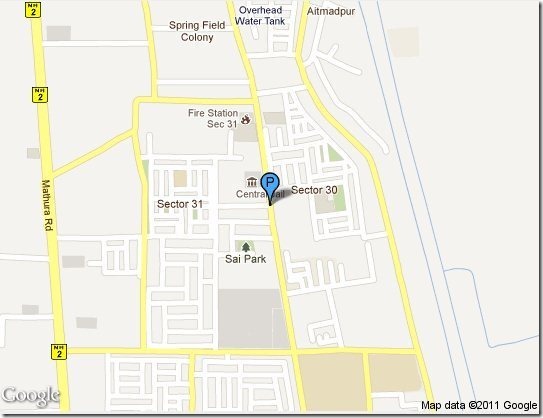 NH
2
Overhead
Water Tank
Aitmadpur
Spring Field
Colony
NH
2
Fire Station
Sec 31
P
Central Jail
Sector 30
Sector 31
Mathura Rd
Sai Park
NH
2
Google
Map data ©2011 Google